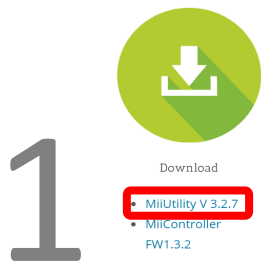 1
Download
• MiiUtility V 3.2.7
• MiiController
FW1.3.2